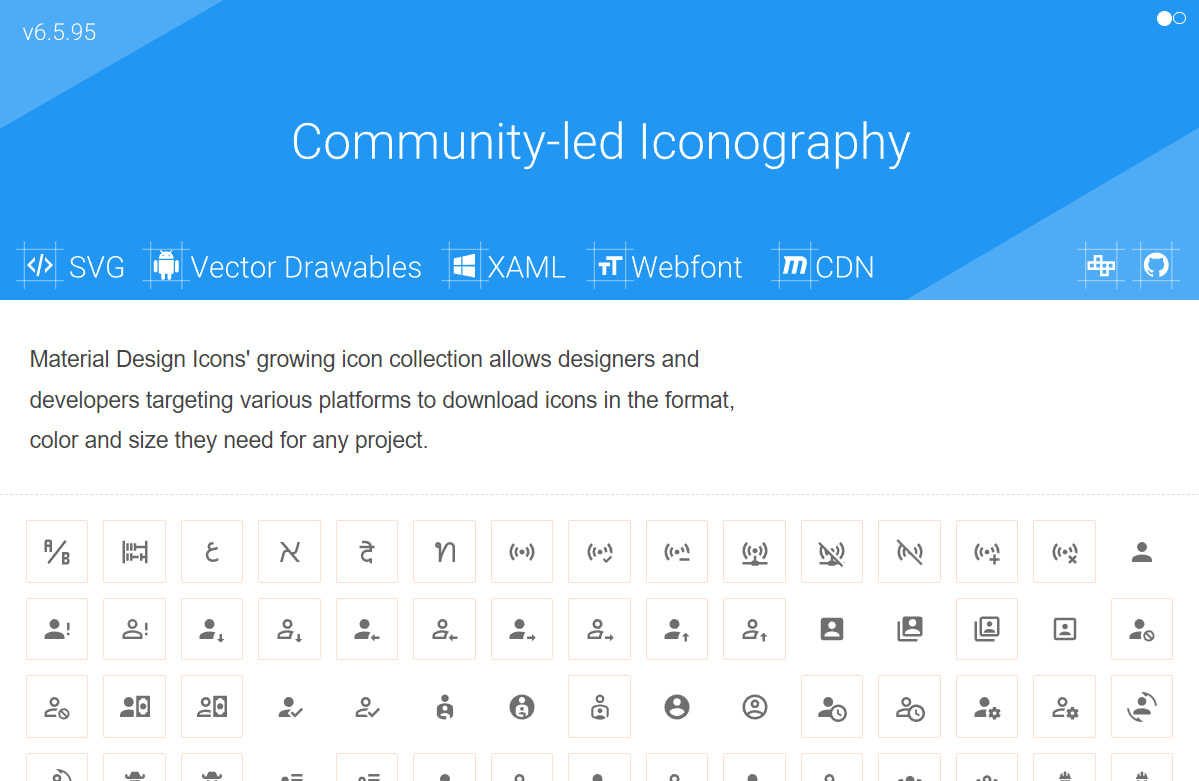 v6.5.95
Community-led Iconography
SVG Vector Drawables XAML Webfont CDN
Material Design Icons' growing icon collection allows designers and
developers targeting various platforms to download icons in the format,
color and size they need for any project.
A/B ع א दे ก